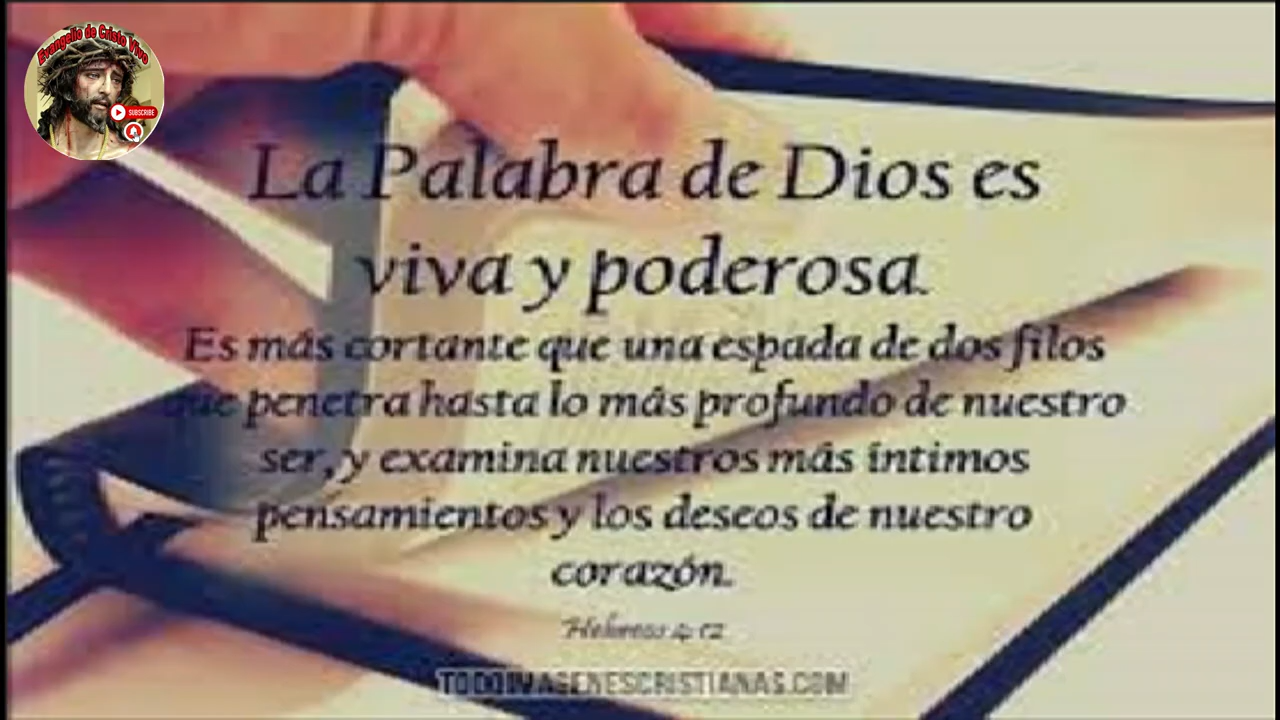 Evangelio de Cristo Vivo
SUBSCRIBE
La Palabra de Dios es
viva y poderosa.
Es más cortante que una espada de dos filos
que penetra hasta lo más profundo de nuestro
ser, y examina nuestros más íntimos
pensamientos y los deseos de nuestro
corazón.
Hebreos 4:12
TODOIMAGENESCRISTIANAS.COM